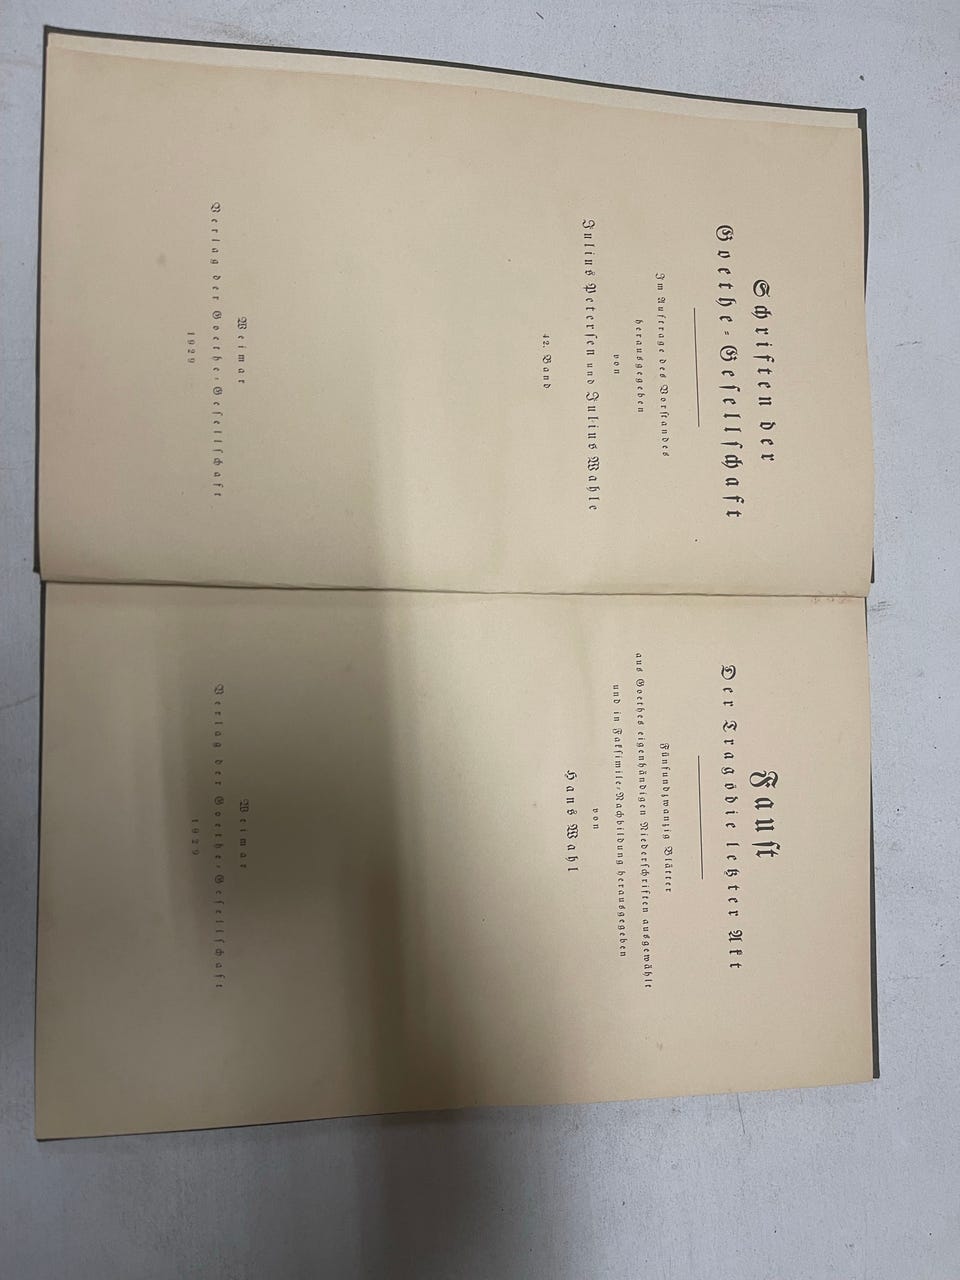 Schriften der
Goethe-Gesellschaft
Im Auftrage des Vorstandes
herausgegeben
von
Julius Petersen und Julius Wahle
42. Band
Weimar
Verlag der Goethe-Gesellschaft
1929
Faust
Der Tragödie letzter Akt
Fünfundzwanzig Blätter
aus Goethes eigenhändigen Niederschriften ausgewählt
und in Faksimile-Nachbildung herausgegeben
von
Hans Wahl
Weimar
Verlag der Goethe-Gesellschaft
1929